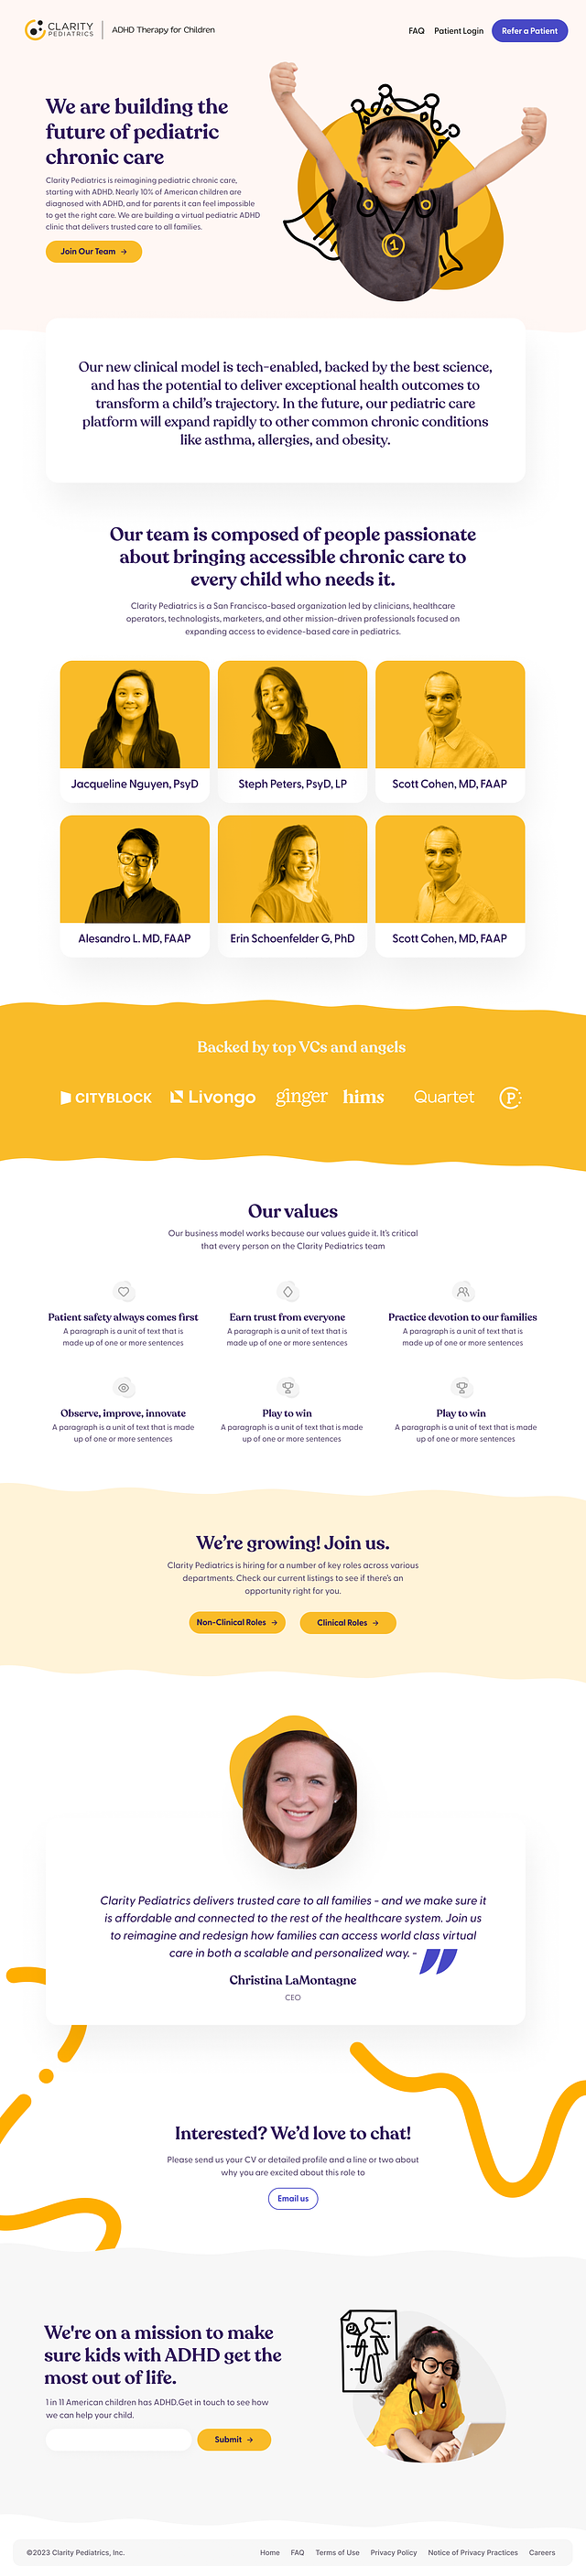 CLARITY
PEDIATRICS
ADHD Therapy for Children
FAQ
Patient Login
Refer a Patient
We are building the
future of pediatric
chronic care
Clarity Pediatrics is reimagining pediatric chronic care,
starting with ADHD. Nearly 10% of American children are
diagnosed with ADHD, and for parents it can feel impossible
to get the right care. We are building a virtual pediatric ADHD
clinic that delivers trusted care to all families.
Join Our Team →
1
Our new clinical model is tech-enabled, backed by the best science,
and has the potential to deliver exceptional health outcomes to
transform a child's trajectory. In the future, our pediatric care
platform will expand rapidly to other common chronic conditions
like asthma, allergies, and obesity.
Our team is composed of people passionate
about bringing accessible chronic care to
every child who needs it.
Clarity Pediatrics is a San Francisco-based organization led by clinicians, healthcare
operators, technologists, marketers, and other mission-driven professionals focused on
expanding access to evidence-based care in pediatrics.
Jacqueline Nguyen, PsyD
Steph Peters, PsyD, LP
Scott Cohen, MD, FAAP
Alesandro L. MD, FAAP
Erin Schoenfelder G, PhD
Scott Cohen, MD, FAAP
Backed by top VCs and angels
CITYBLOCK
Livongo
ginger
hims
Quartet
P
Our values
Our business model works because our values guide it. It's critical
that every person on the Clarity Pediatrics team
Patient safety always comes first
A paragraph is a unit of text that is
made up of one or more sentences
Earn trust from everyone
A paragraph is a unit of text that is
made up of one or more sentences
Practice devotion to our families
A paragraph is a unit of text that is
made up of one or more sentences
Observe, improve, innovate
A paragraph is a unit of text that is made
up of one or more sentences
Play to win
A paragraph is a unit of text that is made
up of one or more sentences
Play to win
A paragraph is a unit of text that is made
up of one or more sentences
We're growing! Join us.
Clarity Pediatrics is hiring for a number of key roles across various
departments. Check our current listings to see if there's an
opportunity right for you.
Non-Clinical Roles →
Clinical Roles →
Clarity Pediatrics delivers trusted care to all families - and we make sure it
is affordable and connected to the rest of the healthcare system. Join us
to reimagine and redesign how families can access world class virtual
care in both a scalable and personalized way. -
Christina LaMontagne
CEO
Interested? We'd love to chat!
Please send us your CV or detailed profile and a line or two about
why you are excited about this role to
Email us
We're on a mission to make
sure kids with ADHD get the
most out of life.
1 in 11 American children has ADHD.Get in touch to see how
we can help your child.
Submit →
©2023 Clarity Pediatrics, Inc.
Home
FAQ
Terms of Use
Privacy Policy
Notice of Privacy Practices
Careers